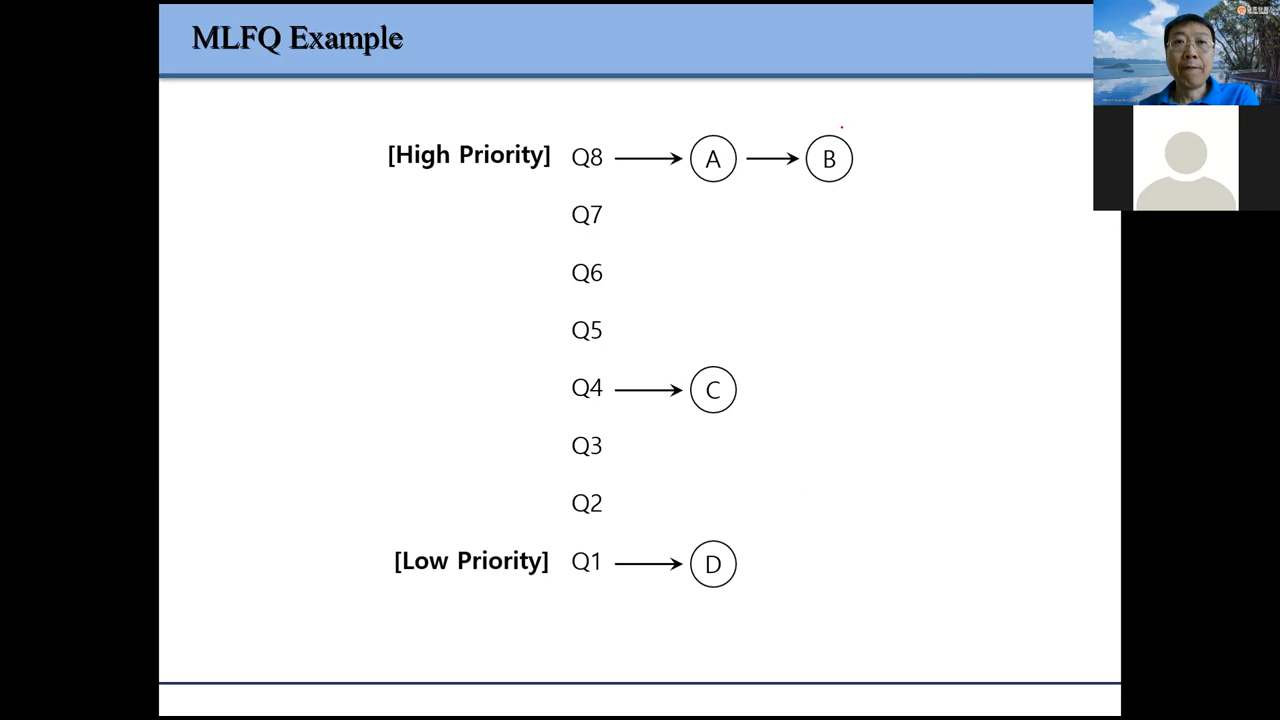 MLFQ Example
[High Priority] Q8 A B
Q7
Q6
Q5
Q4 C
Q3
Q2
[Low Priority] Q1 D